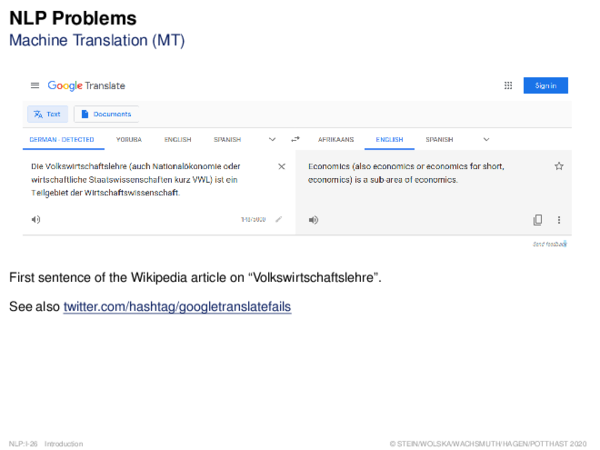 NLP Problems
Machine Translation (MT)
Google Translate
Sign in
Text
Documents
GERMAN - DETECTED YORUBA ENGLISH SPANISH AFRIKAANS ENGLISH SPANISH
Die Volkswirtschaftslehre (auch Nationalökonomie oder
wirtschaftliche Staatswissenschaften kurz VWL) ist ein
Teilgebiet der Wirtschaftswissenschaft.
Economics (also economics or economics for short,
economics) is a sub-area of economics.
Send feedback
First sentence of the Wikipedia article on “Volkswirtschaftslehre”.
See also twitter.com/hashtag/googletranslatefails
NLP:I-26 Introduction
© STEIN/WOLSKA/WACHSMUTH/HAGEN/POTTHAST 2020